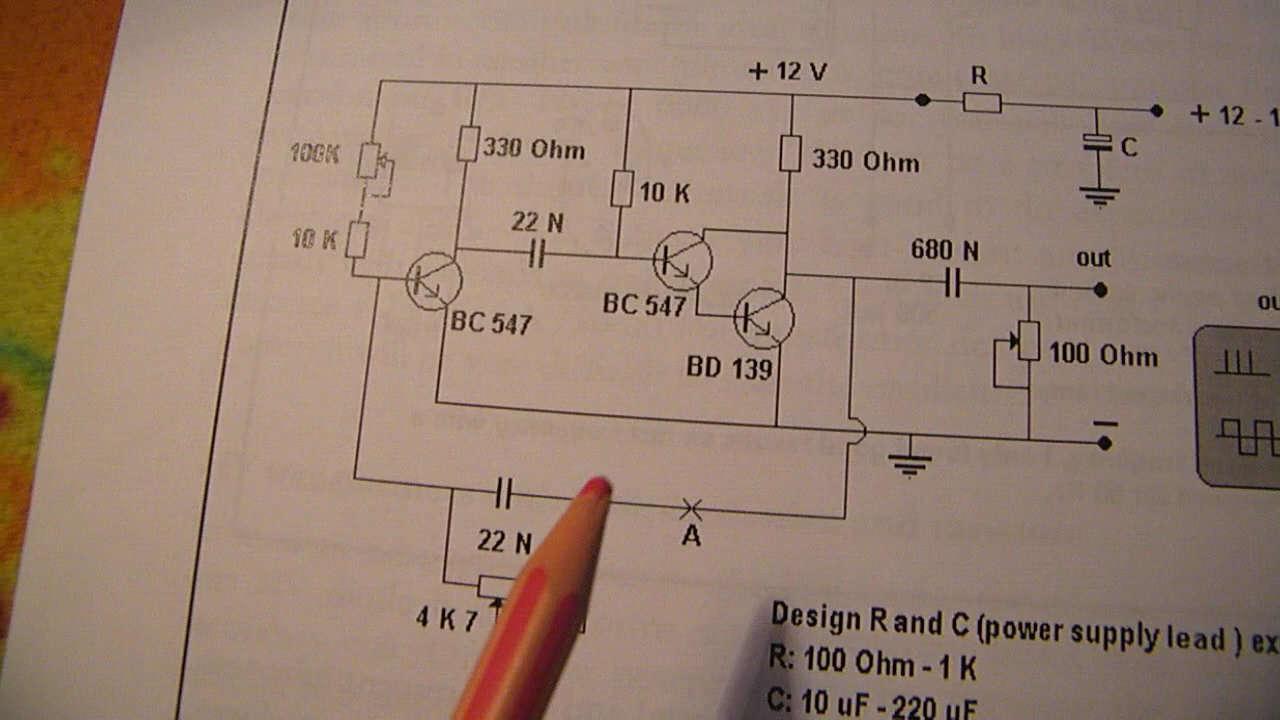 + 12 V
R
+ 12 - 1
C
100K
330 Ohm
10 K
330 Ohm
22 N
10 K
680 N
out
BC 547
BC 547
BD 139
100 Ohm
ou
22 N
A
4 K 7
Design R and C (power supply lead ) ex
R: 100 Ohm - 1 K
C: 10 uF - 220 uF